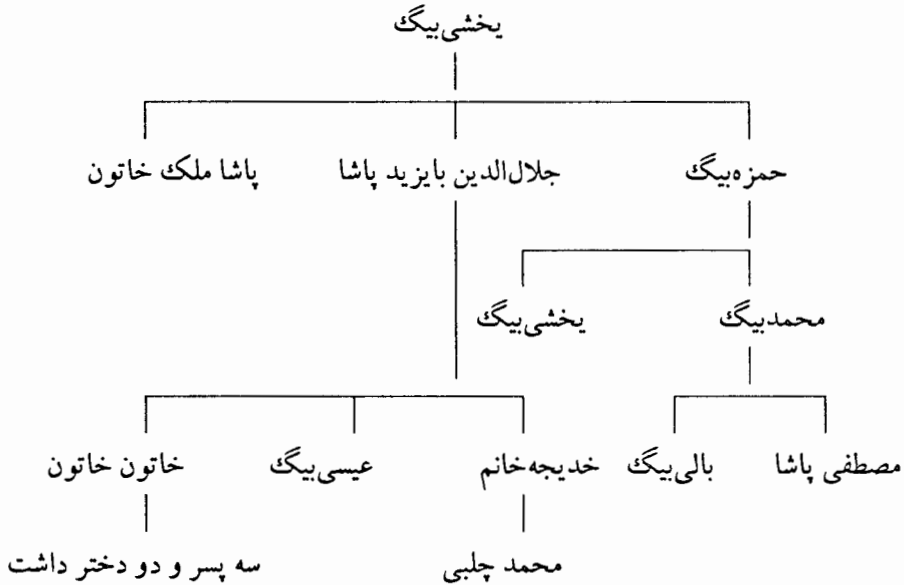 یخشی‌بیگ
حمزه‌بیگ جلال‌الدین بایزید پاشا پاشا ملک خاتون
محمدبیگ یخشی‌بیگ
مصطفی پاشا بالی‌بیگ خدیجه‌خانم عیسی‌بیگ خاتون خاتون
محمد چلبی سه پسر و دو دختر داشت